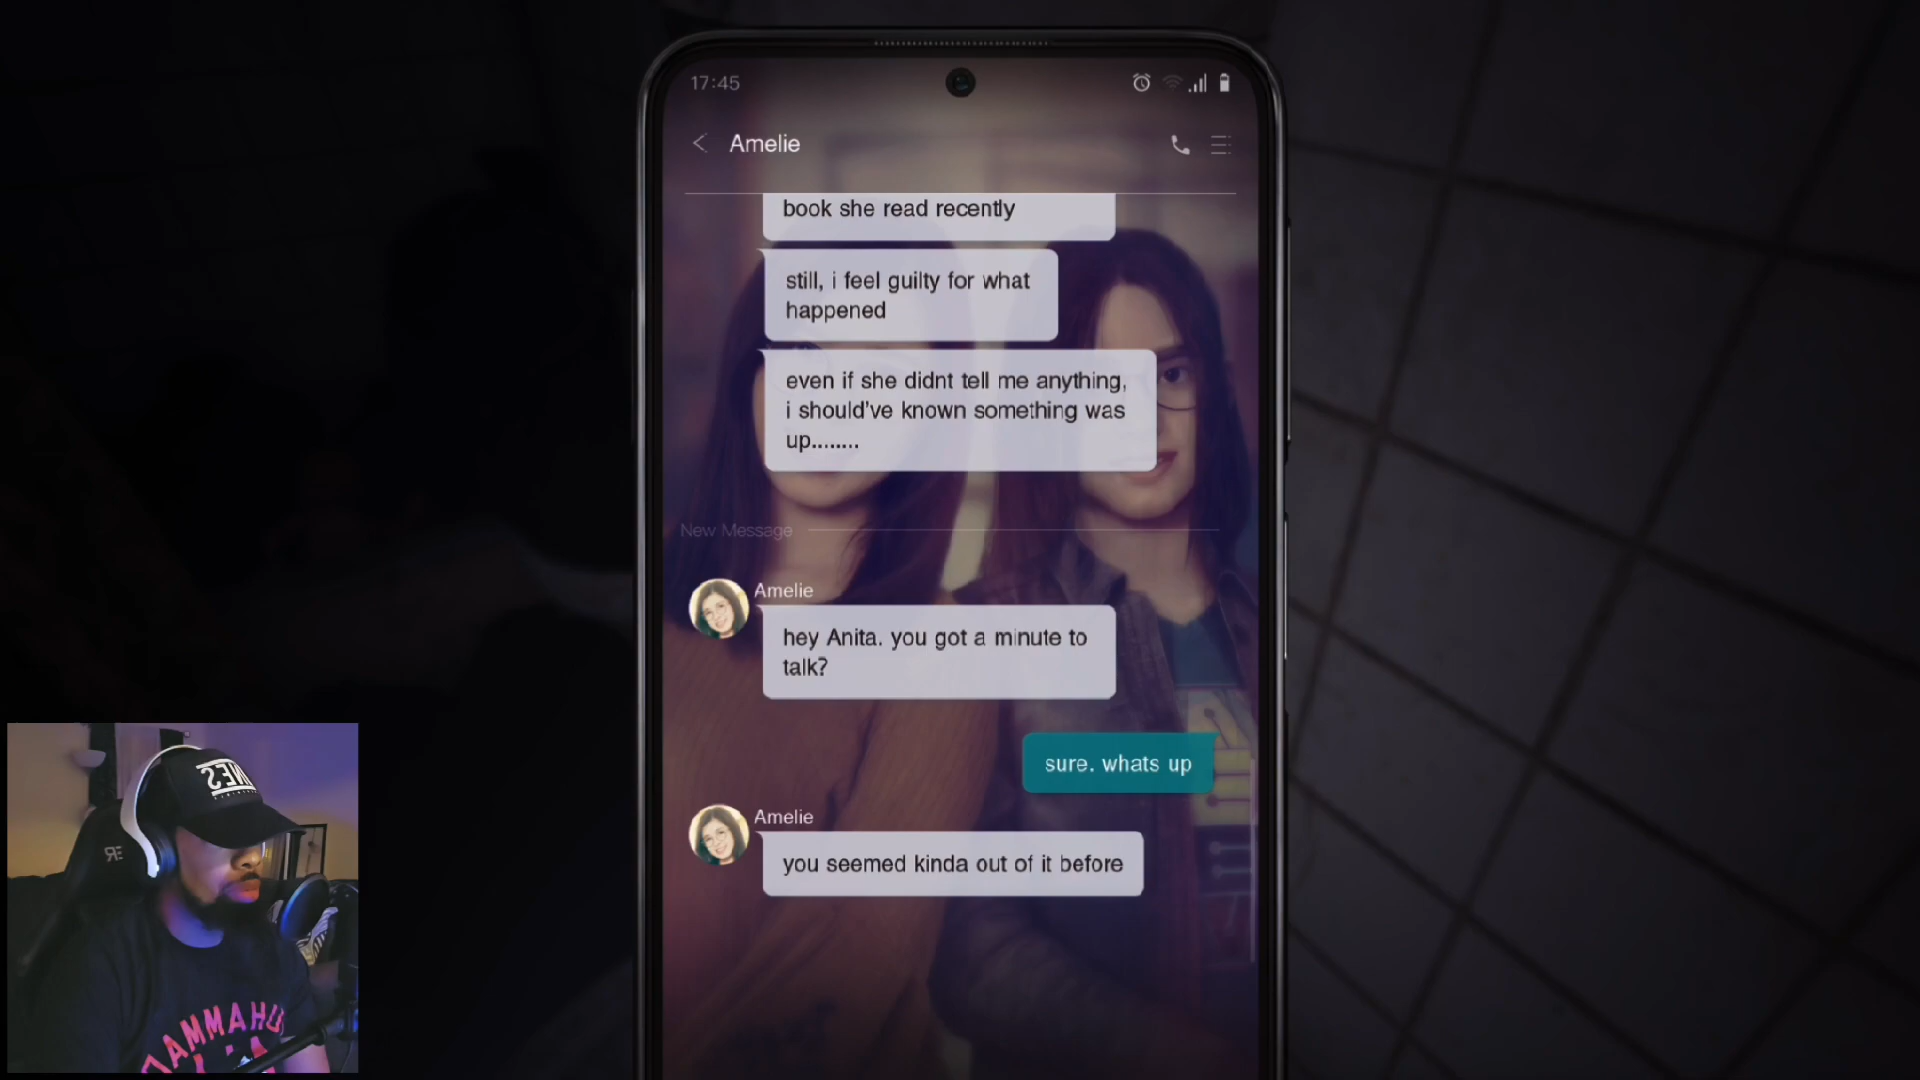 17:45
Amelie
book she read recently
still, i feel guilty for what
happened
even if she didnt tell me anything,
i should've known something was
up........
New Message
Amelie
hey Anita. you got a minute to
talk?
sure. whats up
Amelie
you seemed kinda out of it before